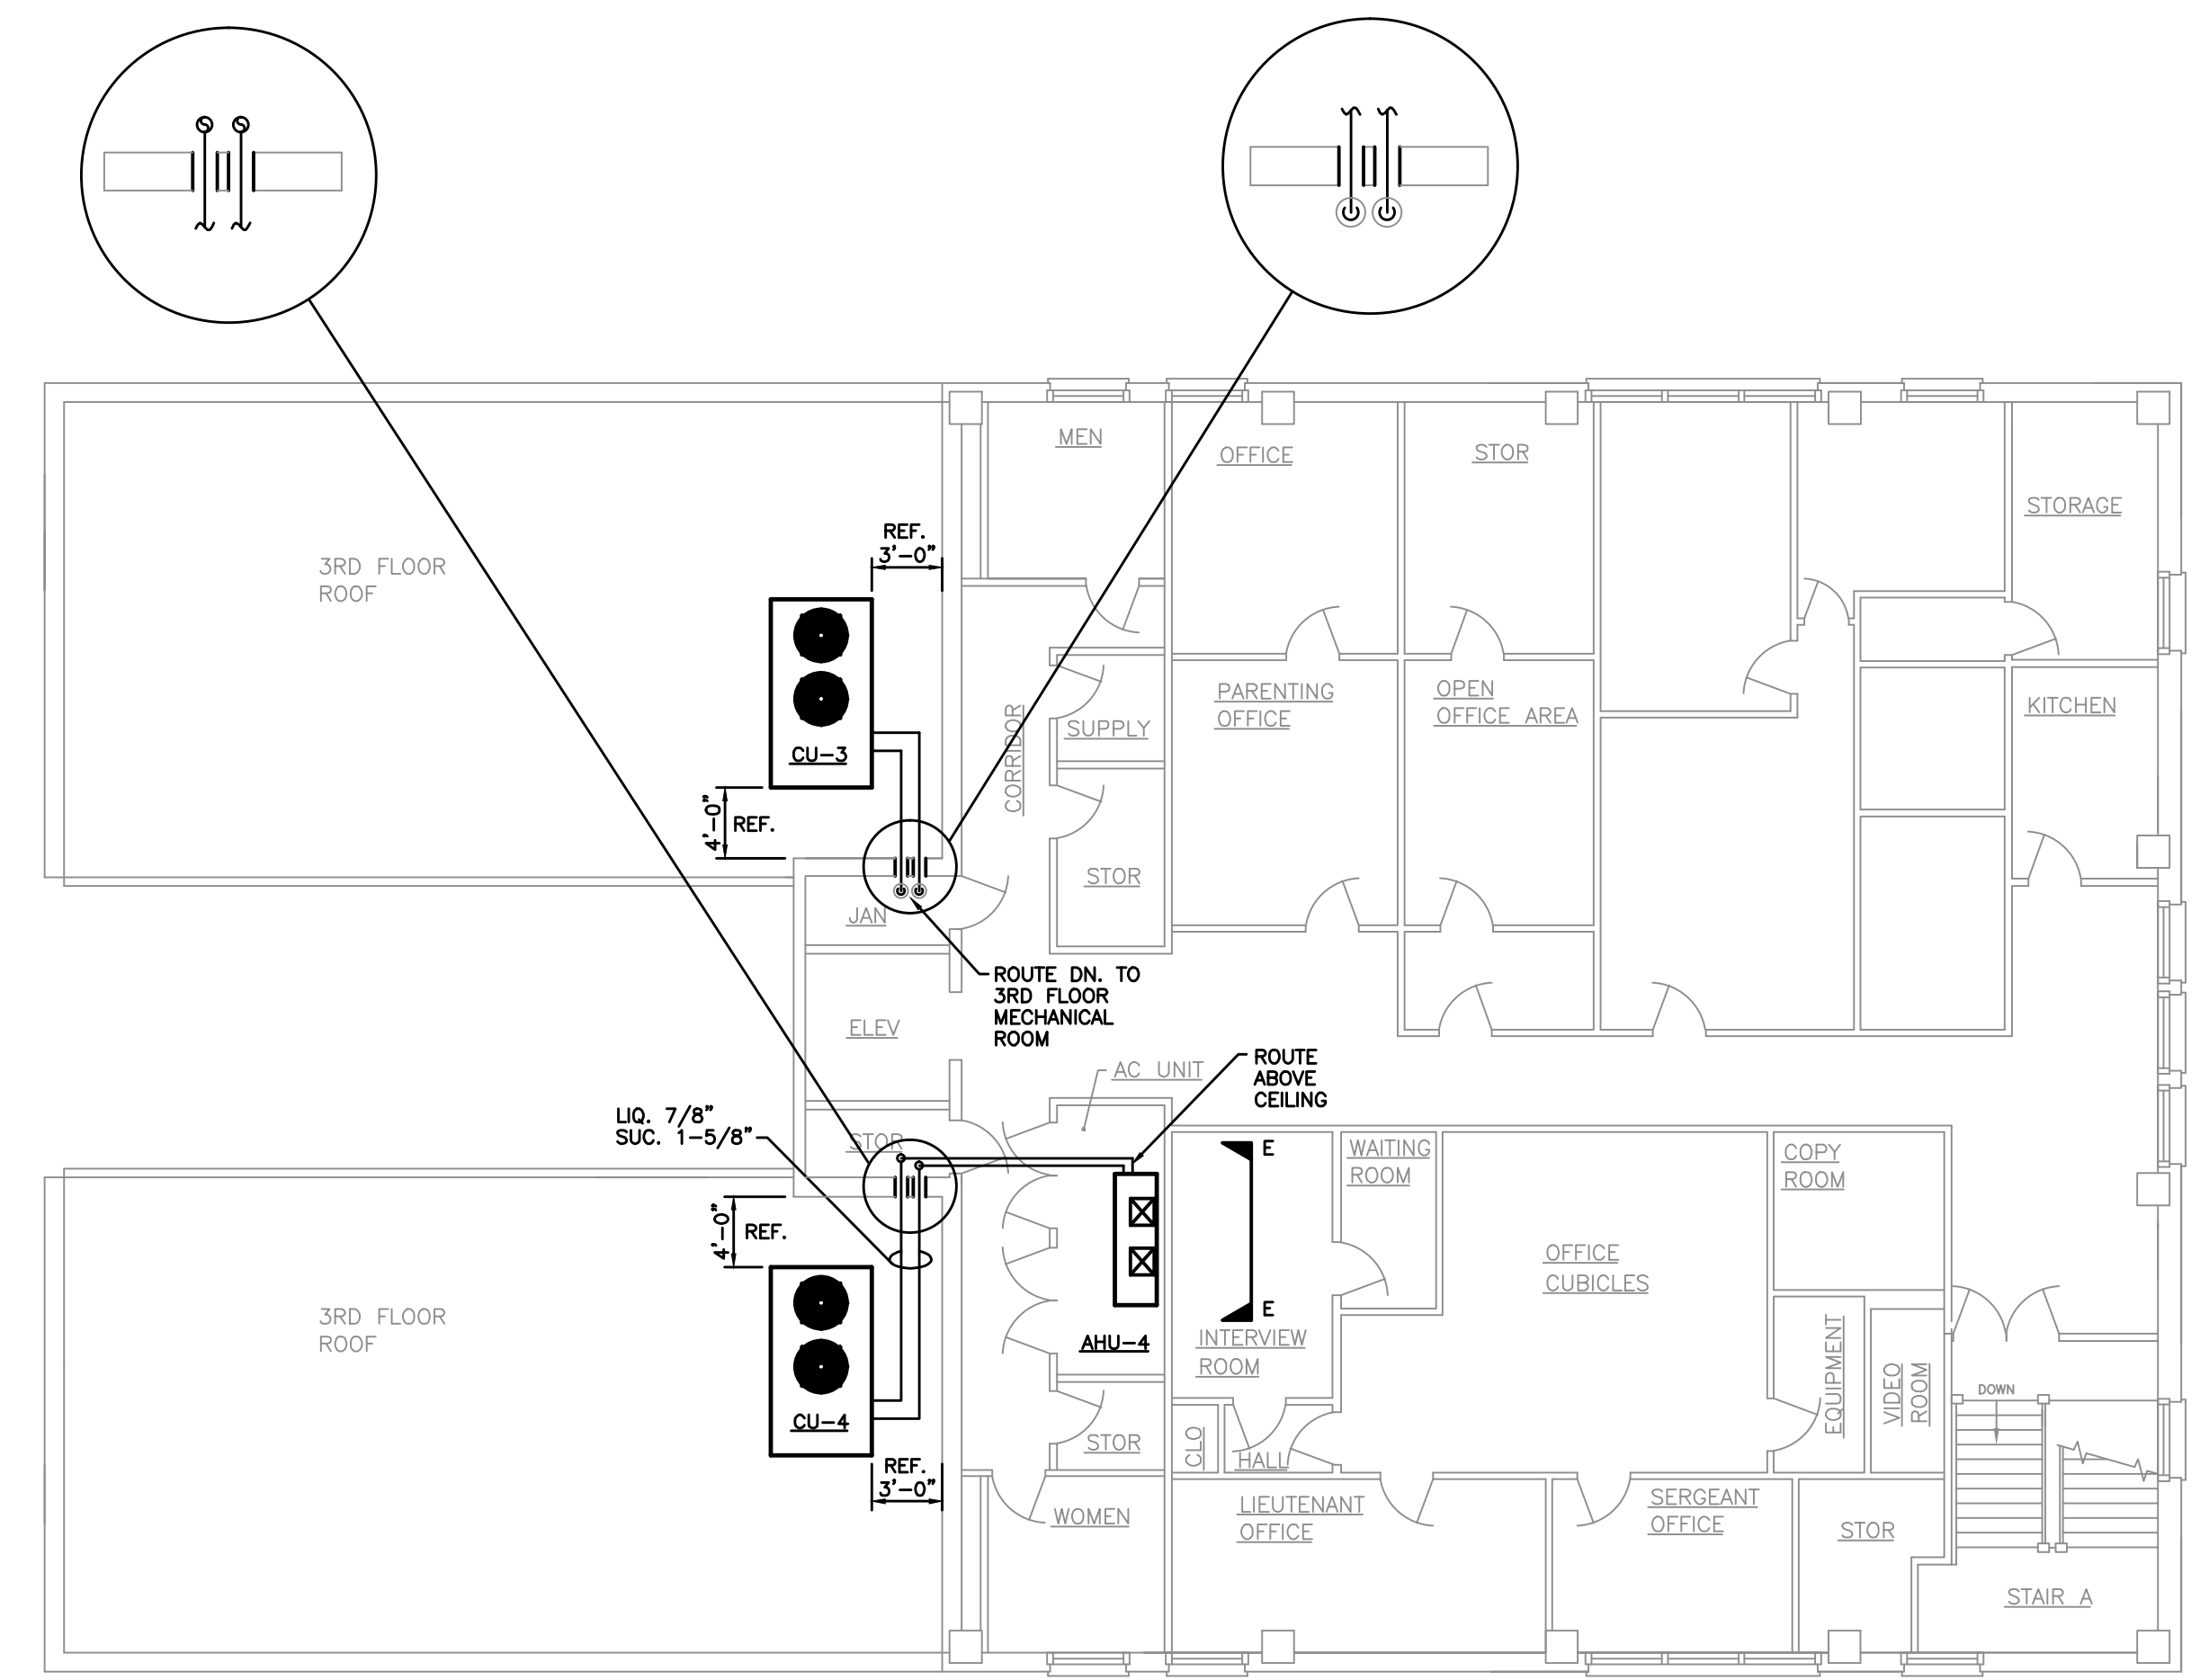 MEN
OFFICE
STOR
STORAGE
REF.
3'-0"
3RD FLOOR
ROOF
PARENTING
OFFICE
OPEN
OFFICE AREA
KITCHEN
CORRIDOR
SUPPLY
CU-3
4'-0"
REF.
STOR
JAN
ROUTE DN. TO
3RD FLOOR
MECHANICAL
ROOM
ELEV
AC UNIT
ROUTE
ABOVE
CEILING
LIQ. 7/8"
SUC. 1-5/8"
STOR
E
WAITING
ROOM
COPY
ROOM
4'-0"
REF.
OFFICE
CUBICLES
3RD FLOOR
ROOF
E
AHU-4
INTERVIEW
ROOM
EQUIPMENT
VIDEO
ROOM
DOWN
CU-4
STOR
CLO
HALL
REF.
3'-0"
WOMEN
LIEUTENANT
OFFICE
SERGEANT
OFFICE
STOR
STAIR A